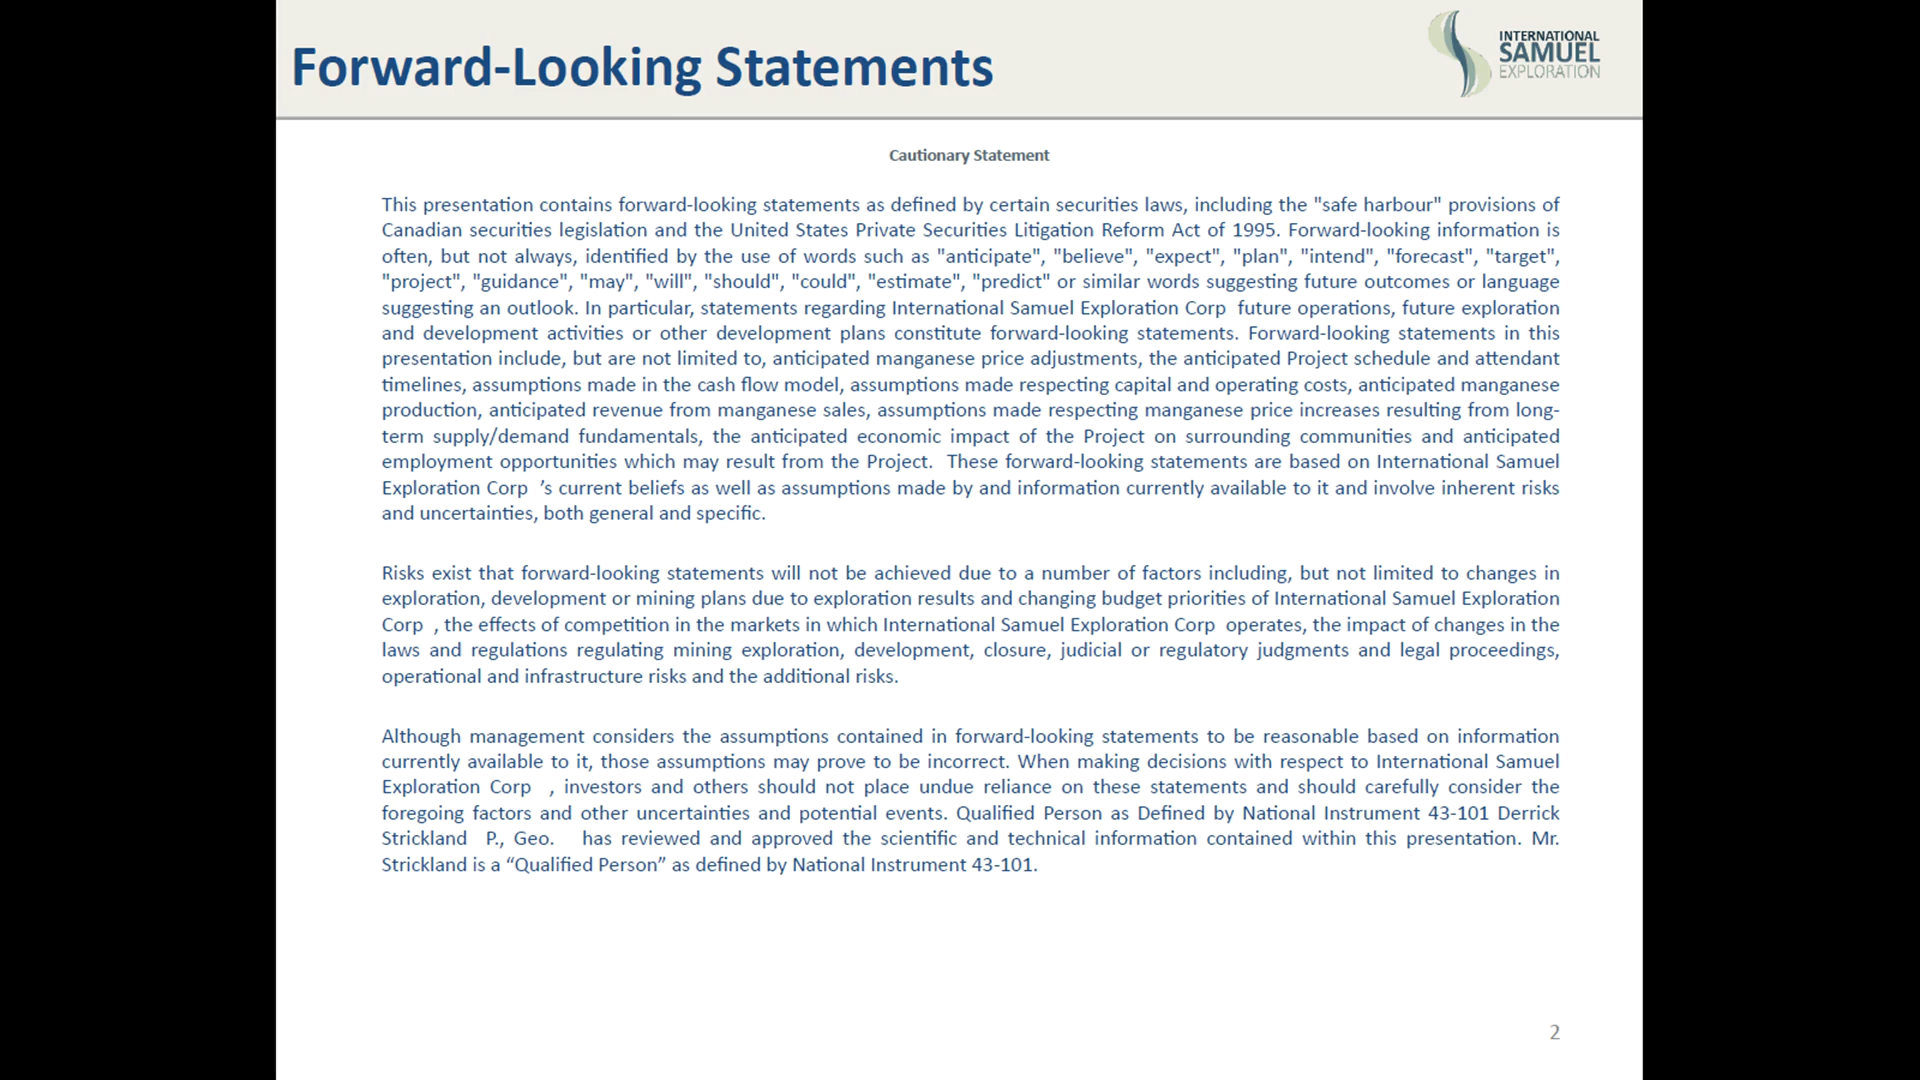 Forward-Looking Statements
INTERNATIONAL
SAMUEL
EXPLORATION
Cautionary Statement
This presentation contains forward-looking statements as defined by certain securities laws, including the "safe harbour" provisions of
Canadian securities legislation and the United States Private Securities Litigation Reform Act of 1995. Forward-looking information is
often, but not always, identified by the use of words such as "anticipate", "believe", "expect", "plan", "intend", "forecast", "target",
"project", "guidance", "may", "will", "should", "could", "estimate", "predict" or similar words suggesting future outcomes or language
suggesting an outlook. In particular, statements regarding International Samuel Exploration Corp  future operations, future exploration
and development activities or other development plans constitute forward-looking statements. Forward-looking statements in this
presentation include, but are not limited to, anticipated manganese price adjustments, the anticipated Project schedule and attendant
timelines, assumptions made in the cash flow model, assumptions made respecting capital and operating costs, anticipated manganese
production, anticipated revenue from manganese sales, assumptions made respecting manganese price increases resulting from long-
term supply/demand fundamentals, the anticipated economic impact of the Project on surrounding communities and anticipated
employment opportunities which may result from the Project.  These forward-looking statements are based on International Samuel
Exploration Corp  ’s current beliefs as well as assumptions made by and information currently available to it and involve inherent risks
and uncertainties, both general and specific.
Risks exist that forward-looking statements will not be achieved due to a number of factors including, but not limited to changes in
exploration, development or mining plans due to exploration results and changing budget priorities of International Samuel Exploration
Corp  , the effects of competition in the markets in which International Samuel Exploration Corp  operates, the impact of changes in the
laws and regulations regulating mining exploration, development, closure, judicial or regulatory judgments and legal proceedings,
operational and infrastructure risks and the additional risks.
Although management considers the assumptions contained in forward-looking statements to be reasonable based on information
currently available to it, those assumptions may prove to be incorrect. When making decisions with respect to International Samuel
Exploration Corp  , investors and others should not place undue reliance on these statements and should carefully consider the
foregoing factors and other uncertainties and potential events. Qualified Person as Defined by National Instrument 43-101 Derrick
Strickland  P., Geo.   has reviewed and approved the scientific and technical information contained within this presentation. Mr.
Strickland is a “Qualified Person” as defined by National Instrument 43-101.
2